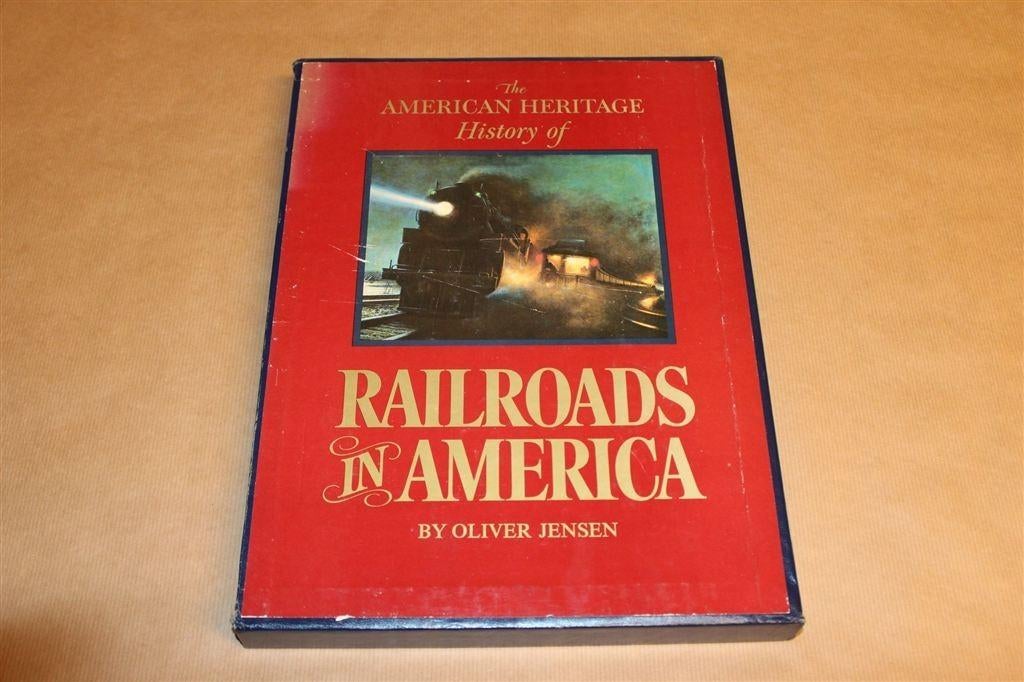 The
AMERICAN HERITAGE
History of
RAILROADS
IN AMERICA
BY OLIVER JENSEN